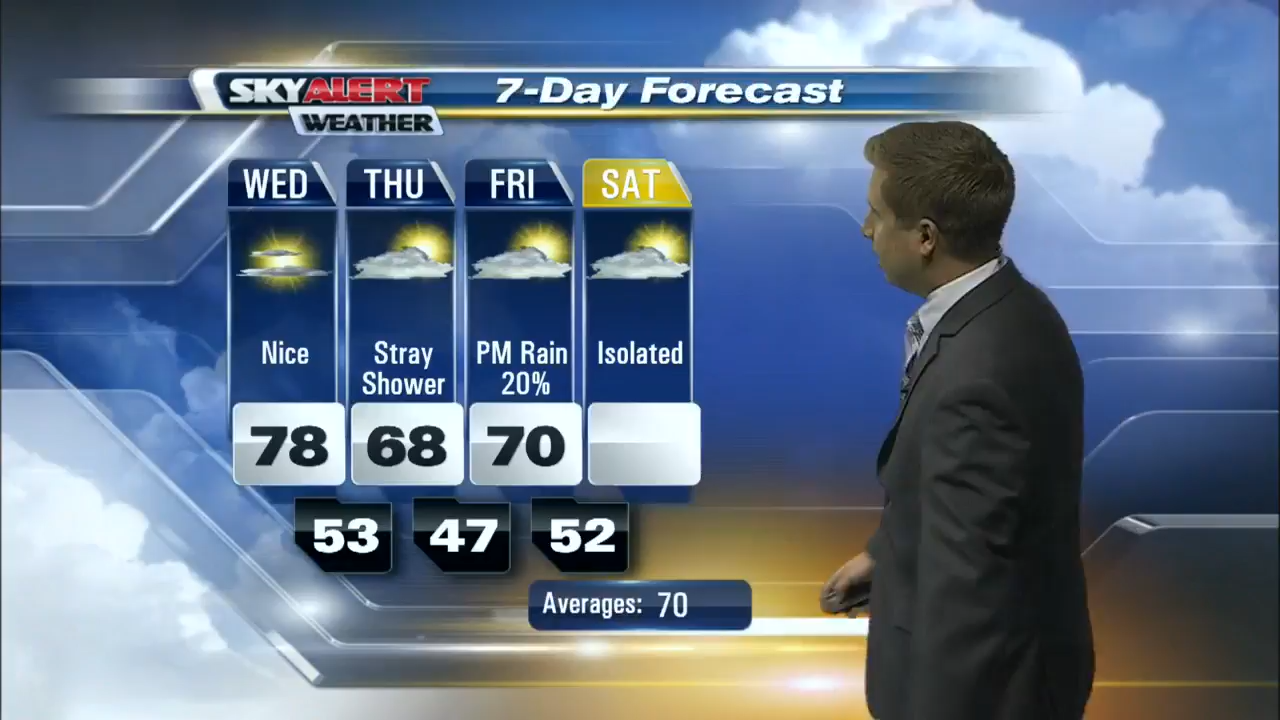 SKYALERT
WEATHER
7-Day Forecast
WED THU FRI SAT
Nice
Stray
Shower
PM Rain
20%
Isolated
78 68 70
53 47 52
Averages: 70